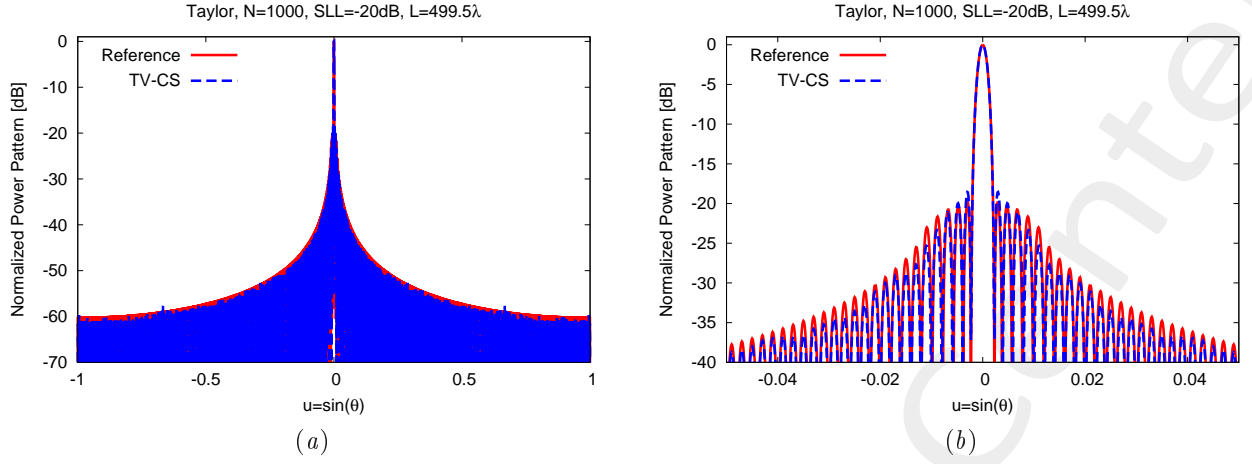 Taylor, N=1000, SLL=-20dB, L=499.5λ
Reference
TV-CS
Normalized Power Pattern [dB]
0
-10
-20
-30
-40
-50
-60
-70
-1
-0.5
0
0.5
1
u=sin(θ)
(a)
Taylor, N=1000, SLL=-20dB, L=499.5λ
Reference
TV-CS
Normalized Power Pattern [dB]
0
-5
-10
-15
-20
-25
-30
-35
-40
-0.04
-0.02
0
0.02
0.04
u=sin(θ)
(b)